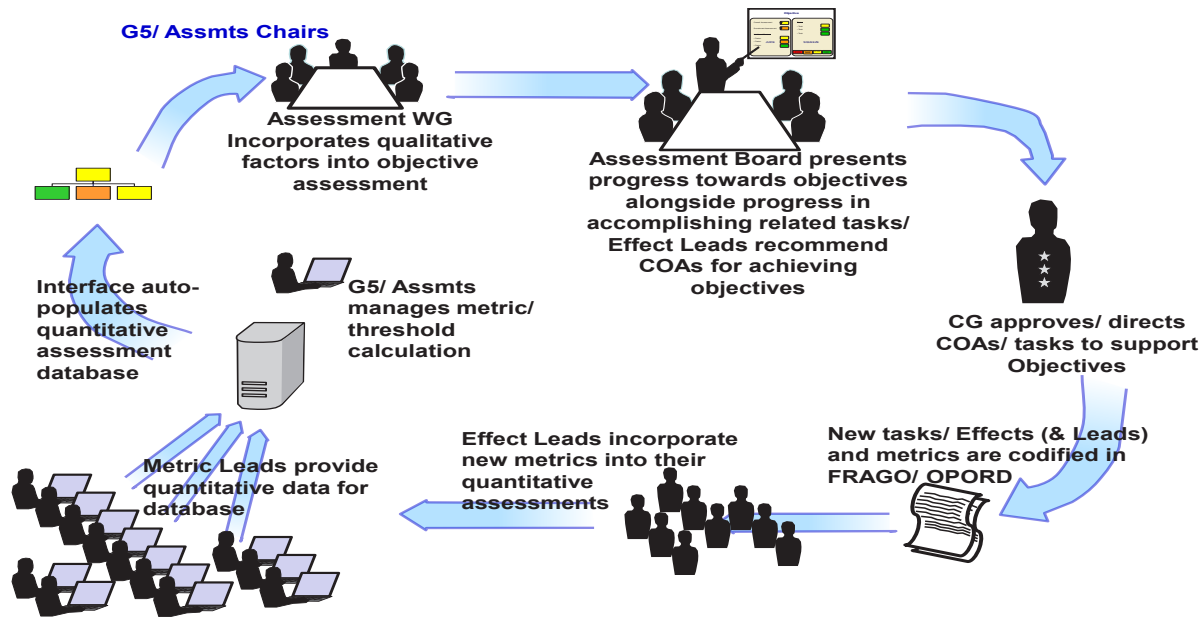 G5/ Assmts Chairs
Assessment WG
Incorporates qualitative
factors into objective
assessment
Assessment Board presents
progress towards objectives
alongside progress in
accomplishing related tasks/
Effect Leads recommend
COAs for achieving
objectives
CG approves/ directs
COAs/ tasks to support
Objectives
New tasks/ Effects (& Leads)
and metrics are codified in
FRAGO/ OPORD
Effect Leads incorporate
new metrics into their
quantitative
assessments
Metric Leads provide
quantitative data for
database
G5/ Assmts
manages metric/
threshold
calculation
Interface auto-
populates
quantitative
assessment
database